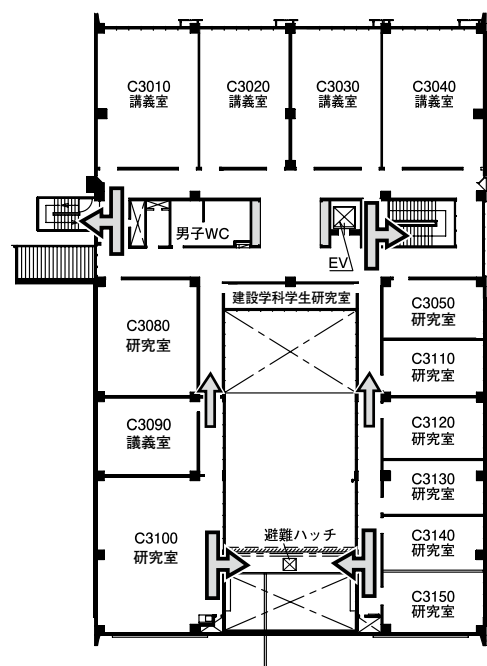 C3010
講義室
C3020
講義室
C3030
講義室
C3040
講義室
男子WC
EV
建設学科学生研究室
C3050
研究室
C3080
研究室
C3110
研究室
C3090
講義室
C3120
研究室
C3130
研究室
C3100
研究室
避難ハッチ
C3140
研究室
C3150
研究室